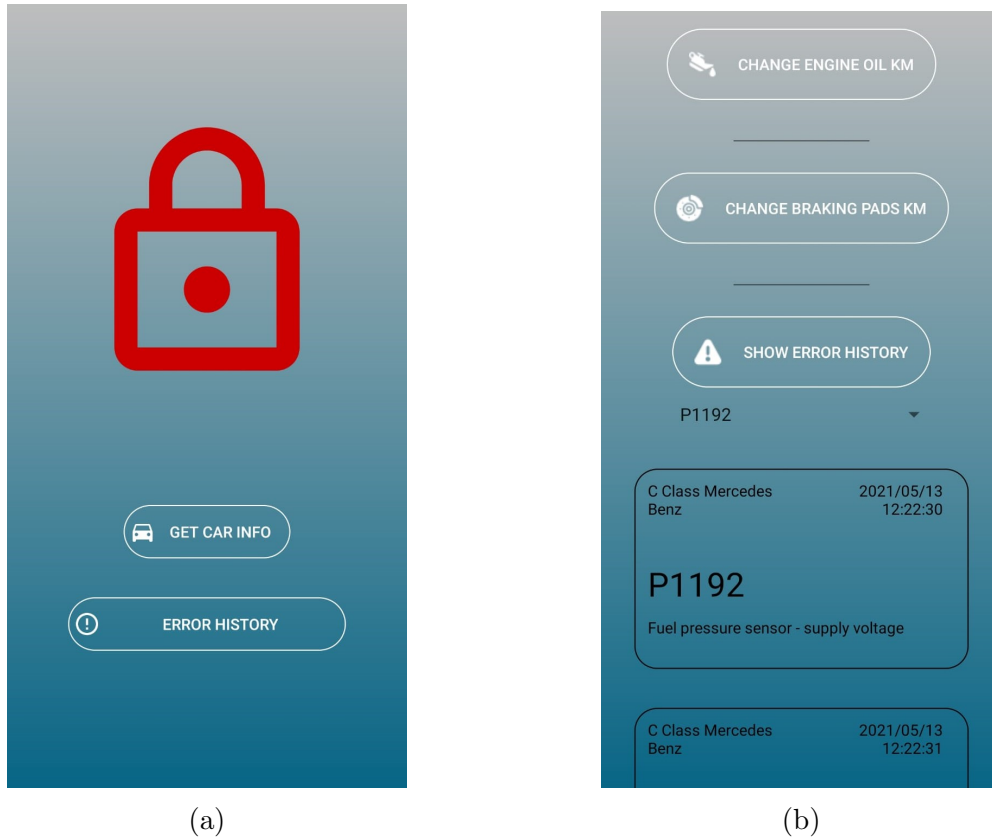 GET CAR INFO
ERROR HISTORY
(a)
CHANGE ENGINE OIL KM
CHANGE BRAKING PADS KM
SHOW ERROR HISTORY
P1192
C Class Mercedes 2021/05/13
Benz 12:22:30
P1192
Fuel pressure sensor - supply voltage
C Class Mercedes 2021/05/13
Benz 12:22:31
(b)